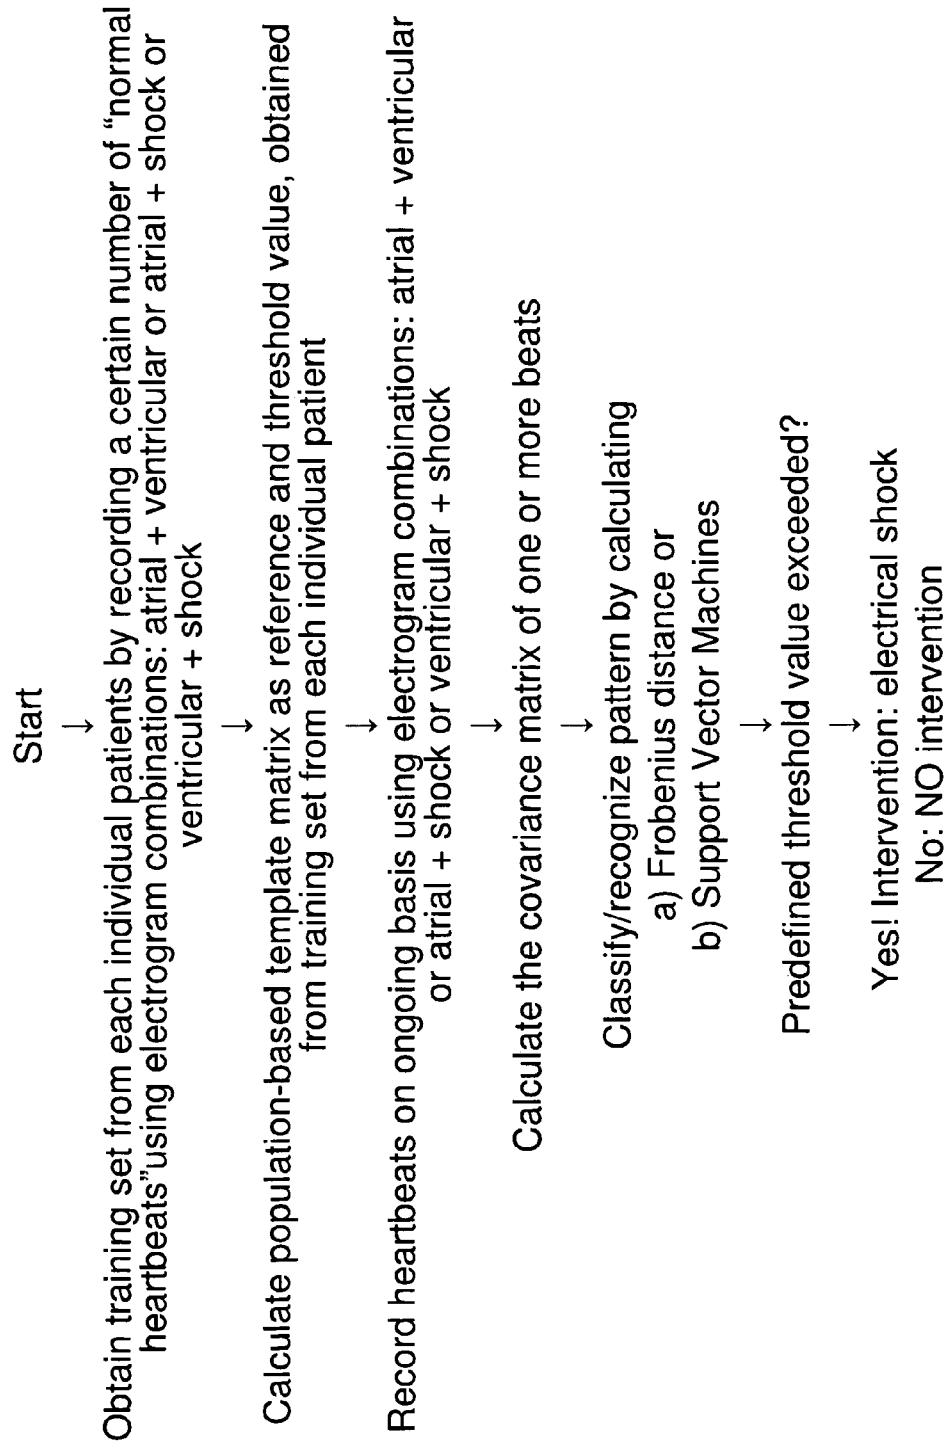 Start
↓
Obtain training set from each individual patients by recording a certain number of “normal
heartbeats”using electrogram combinations: atrial + ventricular or atrial + shock or
ventricular + shock
↓
Calculate population-based template matrix as reference and threshold value, obtained
from training set from each individual patient
↓
Record heartbeats on ongoing basis using electrogram combinations: atrial + ventricular
or atrial + shock or ventricular + shock
↓
Calculate the covariance matrix of one or more beats
↓
Classify/recognize pattern by calculating
a) Frobenius distance or
b) Support Vector Machines
↓
Predefined threshold value exceeded?
↓
Yes! Intervention: electrical shock
No: NO intervention